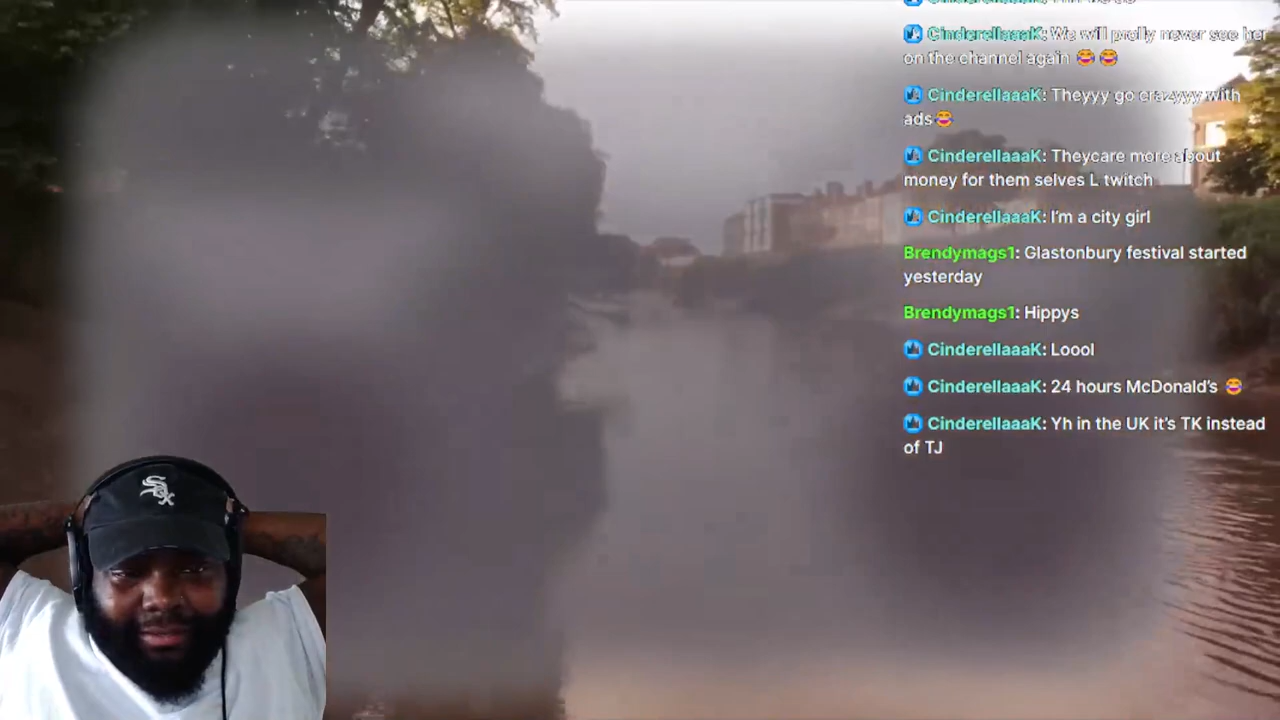 CinderellaaaK: We will prolly never see her
on the channel again 😂 😂
CinderellaaaK: Theyyy go crazyyy with
ads😂
CinderellaaaK: Theycare more about
money for them selves L twitch
CinderellaaaK: I'm a city girl
Brendymags1: Glastonbury festival started
yesterday
Brendymags1: Hippys
CinderellaaaK: Loool
CinderellaaaK: 24 hours McDonald's 😂
CinderellaaaK: Yh in the UK it's TK instead
of TJ
Sox